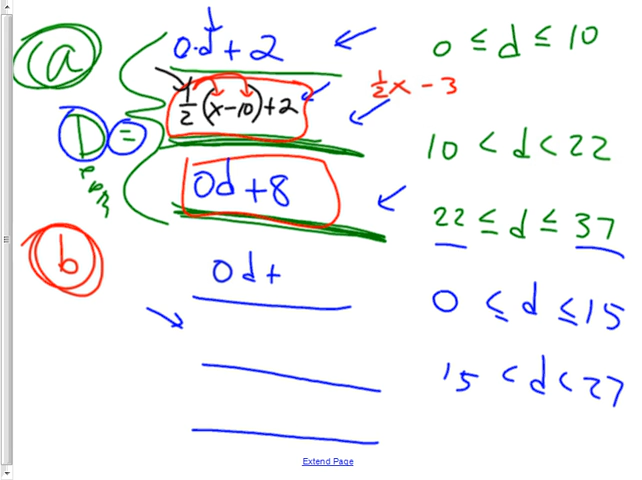 a
0·d + 2
0 ≤ d ≤ 10
D =
1/2 (x-10)+2
1/2x - 3
10 < d < 22
0d + 8
22 ≤ d ≤ 37
b
0d +
0 ≤ d ≤ 15
15 < d < 27
Extend Page